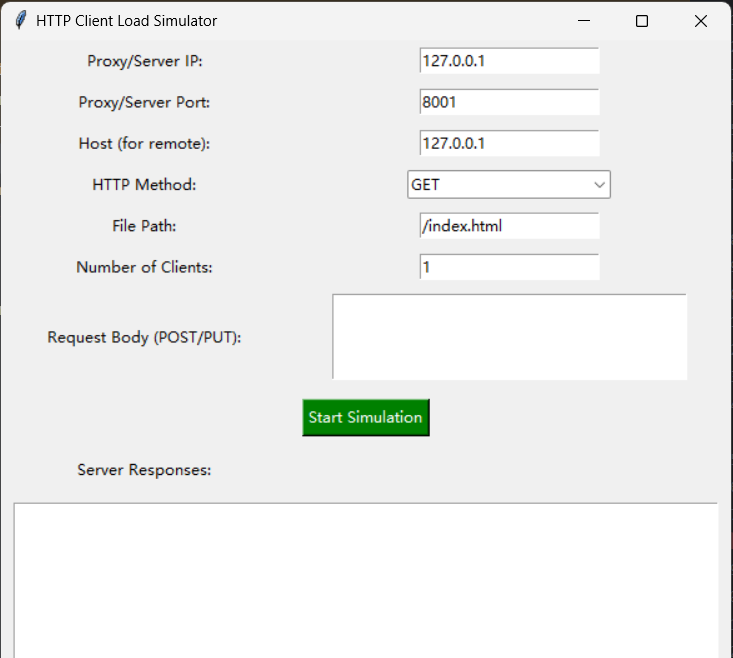 HTTP Client Load Simulator
Proxy/Server IP: 127.0.0.1
Proxy/Server Port: 8001
Host (for remote): 127.0.0.1
HTTP Method: GET
File Path: /index.html
Number of Clients: 1
Request Body (POST/PUT):
Start Simulation
Server Responses: